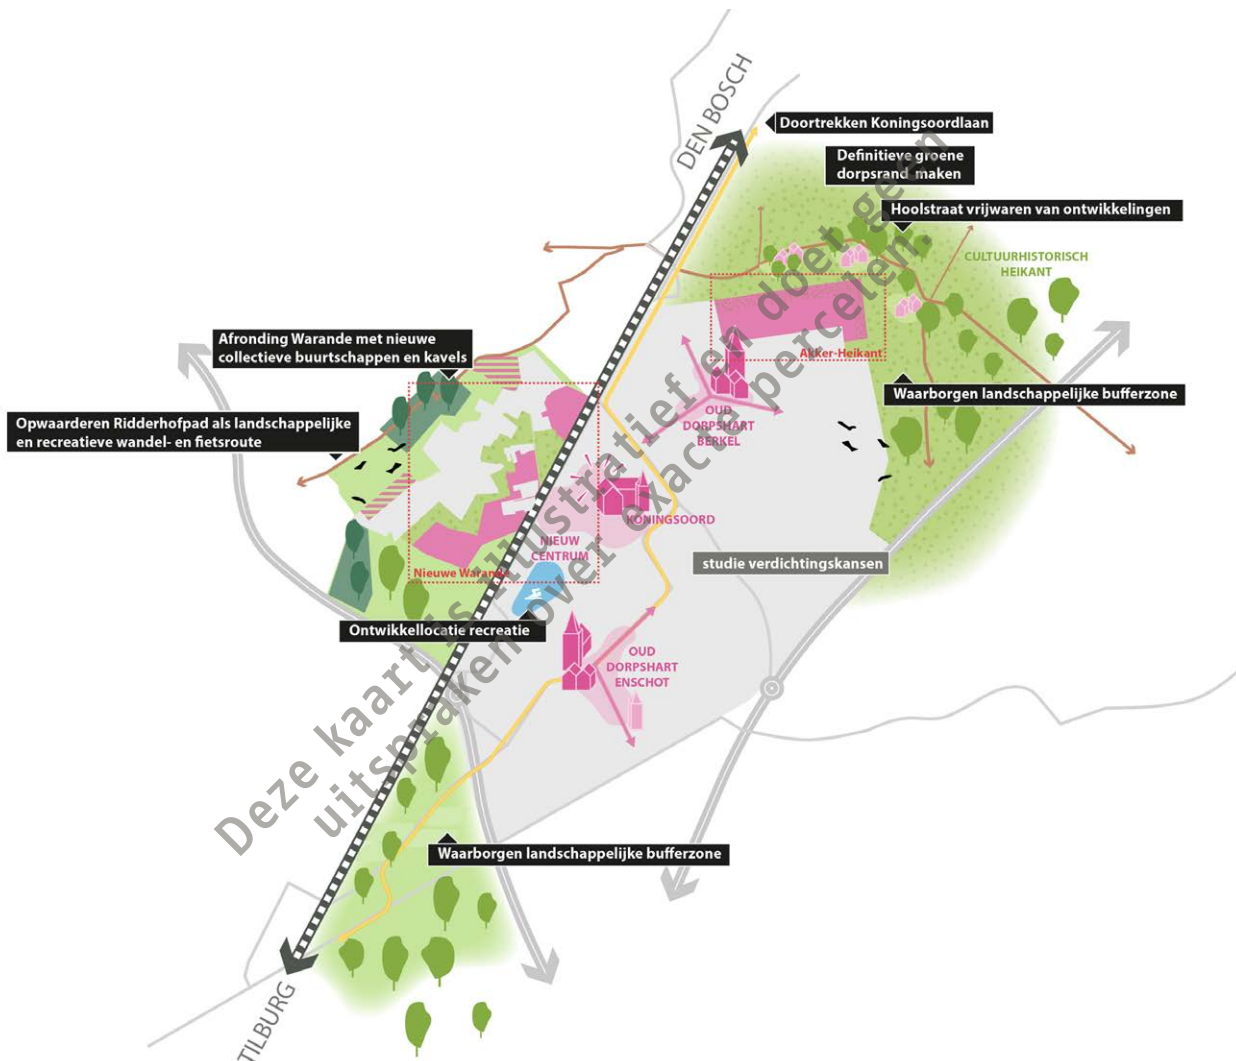 DEN BOSCH
Doortrekken Koningsoordlaan
Definitieve groene
dorpsrand maken
Hoolstraat vrijwaren van ontwikkelingen
CULTUURHISTORISCH
HEIKANT
Afronding Warande met nieuwe
collectieve buurtschappen en kavels
Akker-Heikant
Waarborgen landschappelijke bufferzone
Opwaarderen Ridderhofpad als landschappelijke
en recreatieve wandel- en fietsroute
OUD
DORPSHART
BERKEL
KONINGSOORD
NIEUW
CENTRUM
studie verdichtingskansen
Nieuwe Warande
Ontwikkellocatie recreatie
OUD
DORPSHART
ENSCHOT
Deze kaart is illustratief en doet geen
uitspraken over exacte percelen.
Waarborgen landschappelijke bufferzone
TILBURG